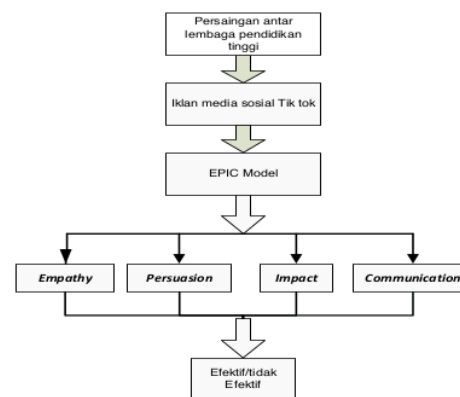 Persaingan antar
lembaga pendidikan
tinggi
Iklan media sosial Tik tok
EPIC Model
Empathy
Persuasion
Impact
Communication
Efektif/tidak
Efektif